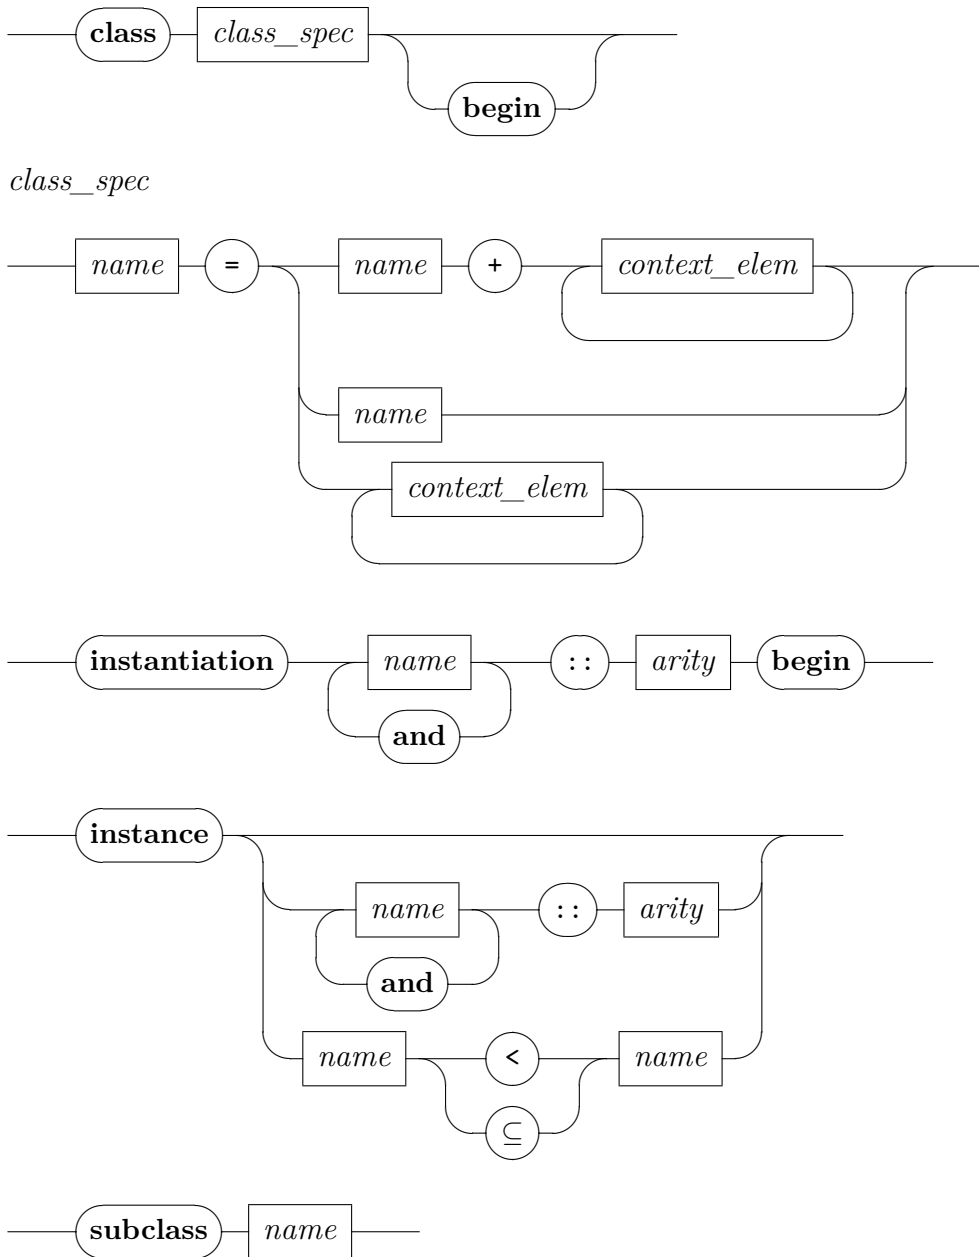 class class_spec
begin
class_spec
name = name + context_elem
name
context_elem
instantiation name :: arity begin
and
instance
name :: arity
and
name < name
⊆
subclass name